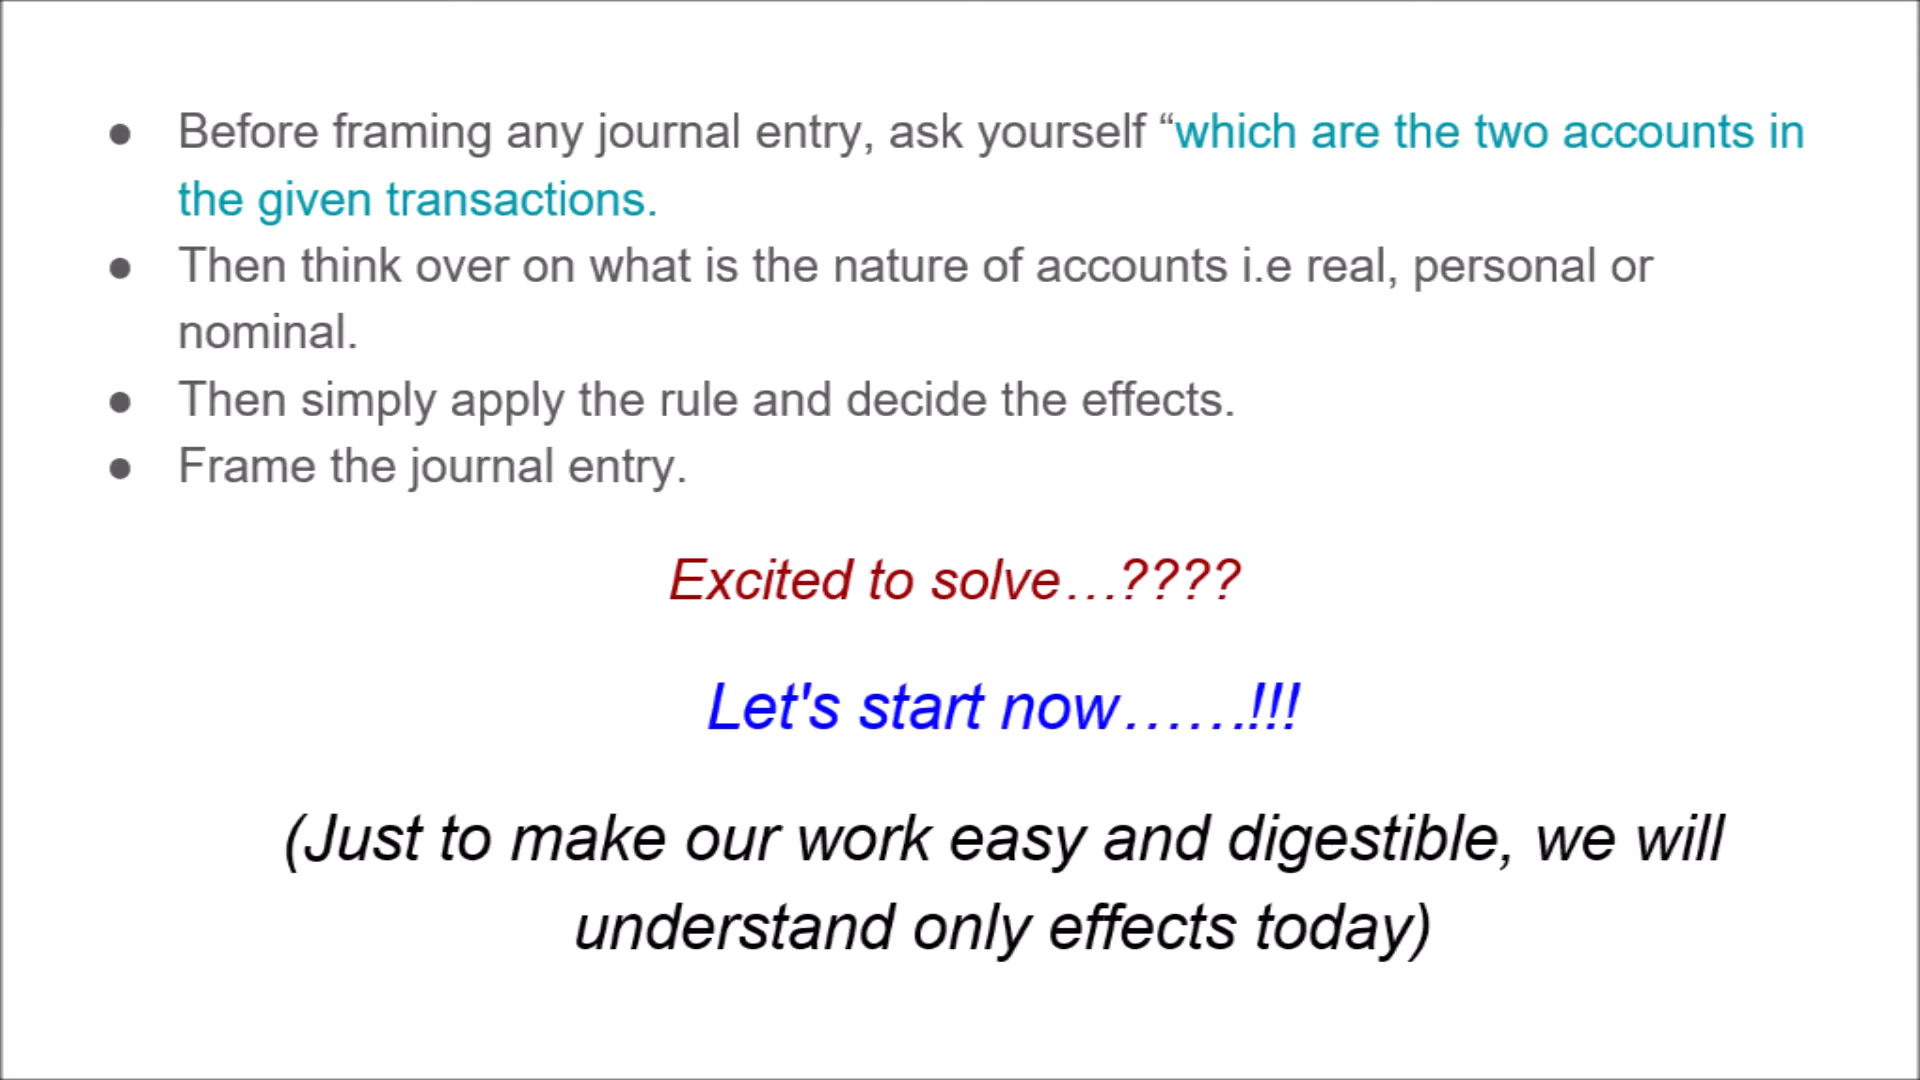 ● Before framing any journal entry, ask yourself “which are the two accounts in
the given transactions.
● Then think over on what is the nature of accounts i.e real, personal or
nominal.
● Then simply apply the rule and decide the effects.
● Frame the journal entry.
Excited to solve…????
Let's start now……!!!
(Just to make our work easy and digestible, we will
understand only effects today)